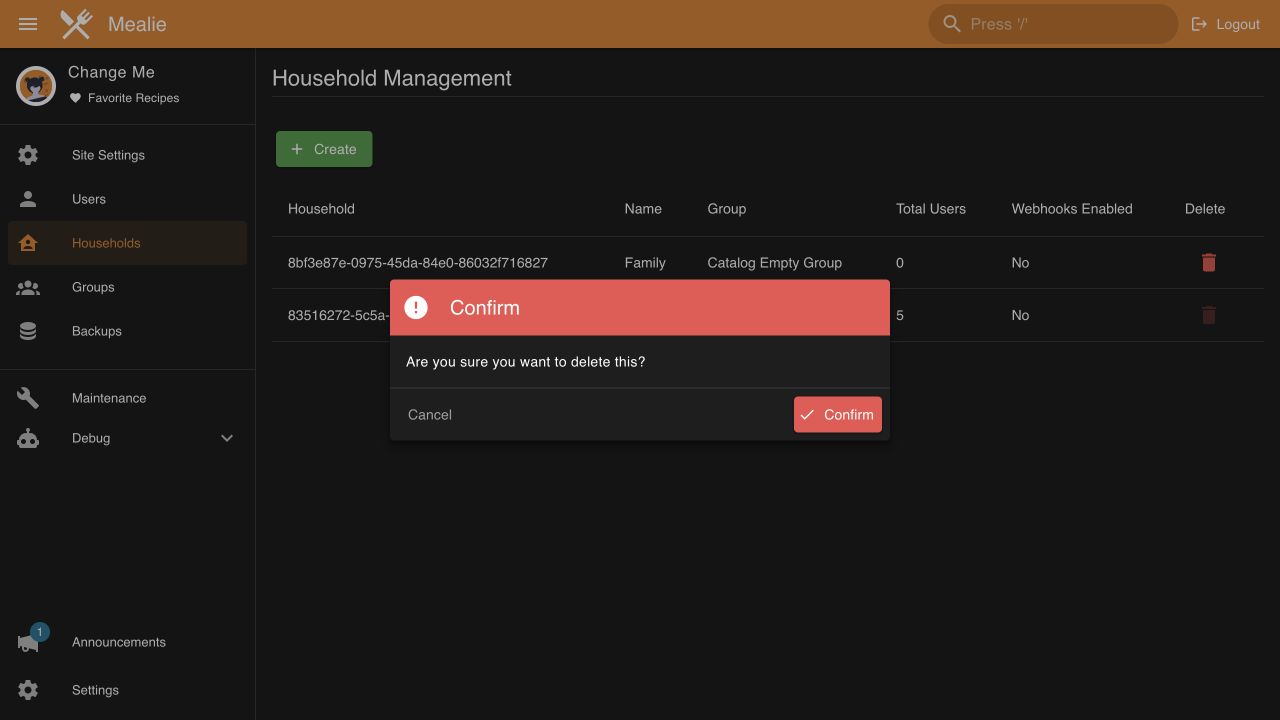 Mealie
Press '/'
Logout
Change Me
Favorite Recipes
Site Settings
Users
Households
Groups
Backups
Maintenance
Debug
1
Announcements
Settings
Household Management
Create
Household Name Group Total Users Webhooks Enabled Delete
8bf3e87e-0975-45da-84e0-86032f716827 Family Catalog Empty Group 0 No
83516272-5c5a- 5 No
Confirm
Are you sure you want to delete this?
Cancel
Confirm